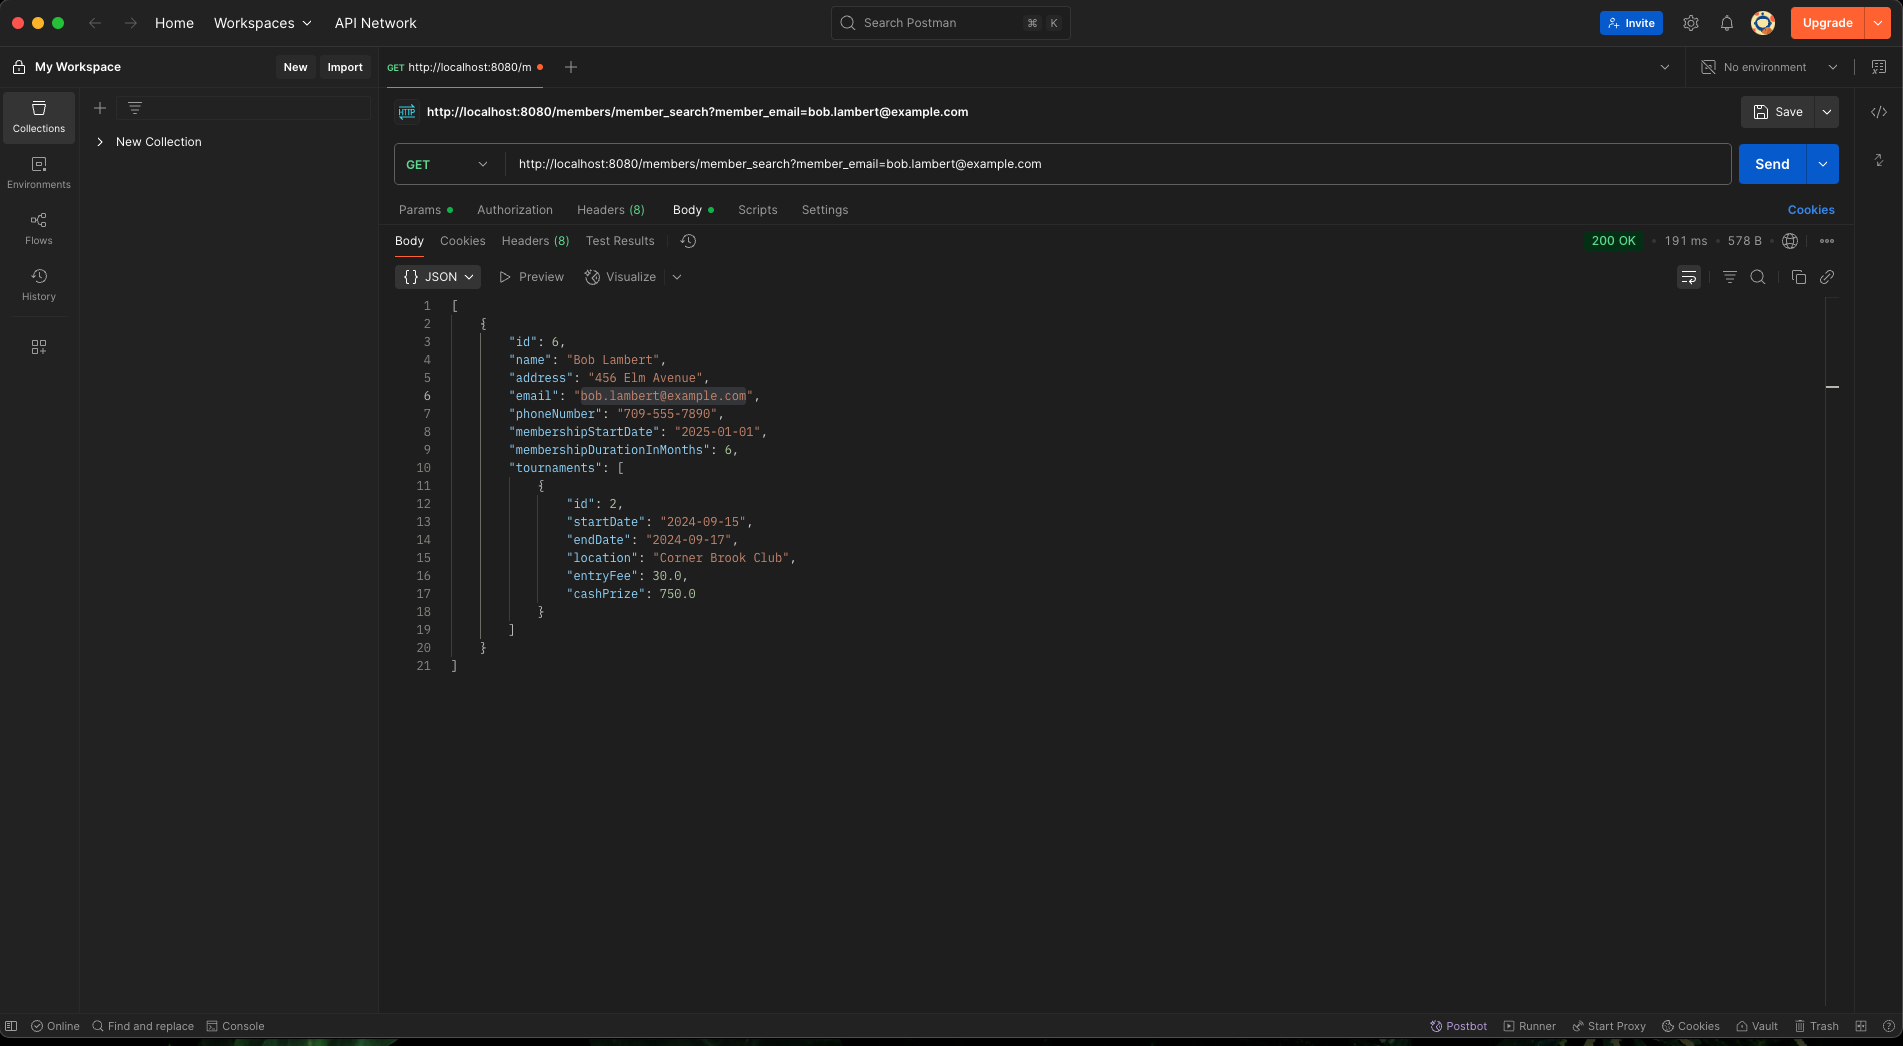 Home Workspaces API Network Search Postman ⌘ K Invite Upgrade
My Workspace New Import GET http://localhost:8080/m No environment
Collections
Environments
Flows
History
New Collection
HTTP http://localhost:8080/members/member_search?member_email=bob.lambert@example.com Save
GET http://localhost:8080/members/member_search?member_email=bob.lambert@example.com Send
Params Authorization Headers (8) Body Scripts Settings Cookies
Body Cookies Headers (8) Test Results 200 OK 191 ms 578 B
{} JSON Preview Visualize
1 [
2 {
3 "id": 6,
4 "name": "Bob Lambert",
5 "address": "456 Elm Avenue",
6 "email": "bob.lambert@example.com",
7 "phoneNumber": "709-555-7890",
8 "membershipStartDate": "2025-01-01",
9 "membershipDurationInMonths": 6,
10 "tournaments": [
11 {
12 "id": 2,
13 "startDate": "2024-09-15",
14 "endDate": "2024-09-17",
15 "location": "Corner Brook Club",
16 "entryFee": 30.0,
17 "cashPrize": 750.0
18 }
19 ]
20 }
21 ]
Online Find and replace Console Postbot Runner Start Proxy Cookies Vault Trash